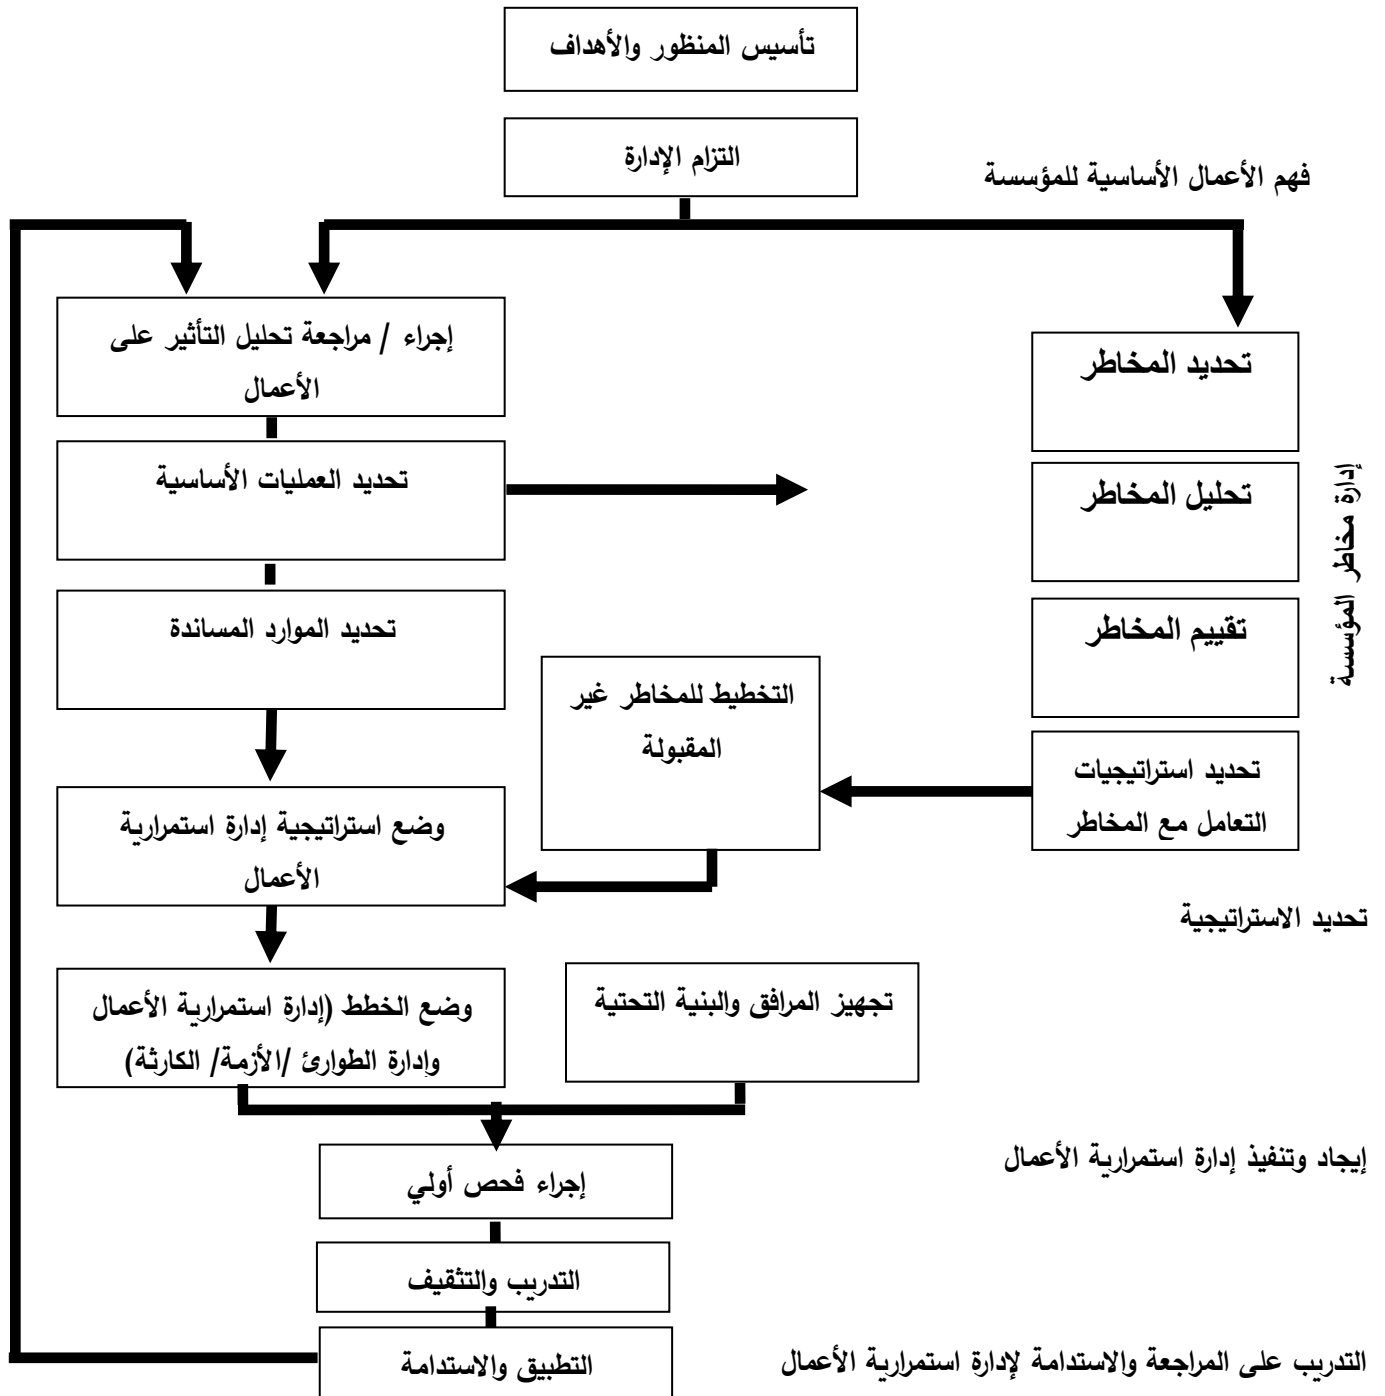 تأسيس المنظور والأهداف
التزام الإدارة
فهم الأعمال الأساسية للمؤسسة
إجراء / مراجعة تحليل التأثير على
الأعمال
تحديد المخاطر
تحديد العمليات الأساسية
تحليل المخاطر
إدارة مخاطر المؤسسة
تحديد الموارد المساندة
تقييم المخاطر
التخطيط للمخاطر غير
المقبولة
تحديد استراتيجيات
التعامل مع المخاطر
وضع استراتيجية إدارة استمرارية
الأعمال
تحديد الاستراتيجية
وضع الخطط (إدارة استمرارية الأعمال
وإدارة الطوارئ /الأزمة/ الكارثة)
تجهيز المرافق والبنية التحتية
إيجاد وتنفيذ إدارة استمرارية الأعمال
إجراء فحص أولي
التدريب والتثقيف
التطبيق والاستدامة
التدريب على المراجعة والاستدامة لإدارة استمرارية الأعمال